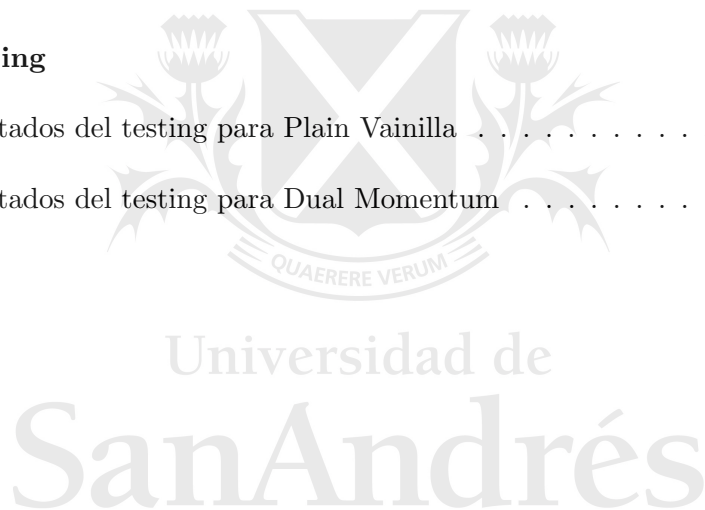 ing
tados del testing para Plain Vainilla . . . . . . . . . .
tados del testing para Dual Momentum . . . . . . . .
QUAERERE VERUM
Universidad de
SanAndrés